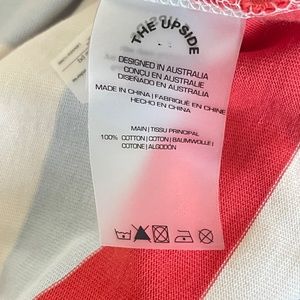 THE UPSIDE
DESIGNED IN AUSTRALIA
CONÇU EN AUSTRALIE
DISEÑADO EN AUSTRALIA
MADE IN CHINA | FABRIQUÉ EN CHINE
HECHO EN CHINA
MAIN | TISSU PRINCIPAL
100% COTTON | COTON | BAUMWOLLE |
COTONE | ALGODÓN